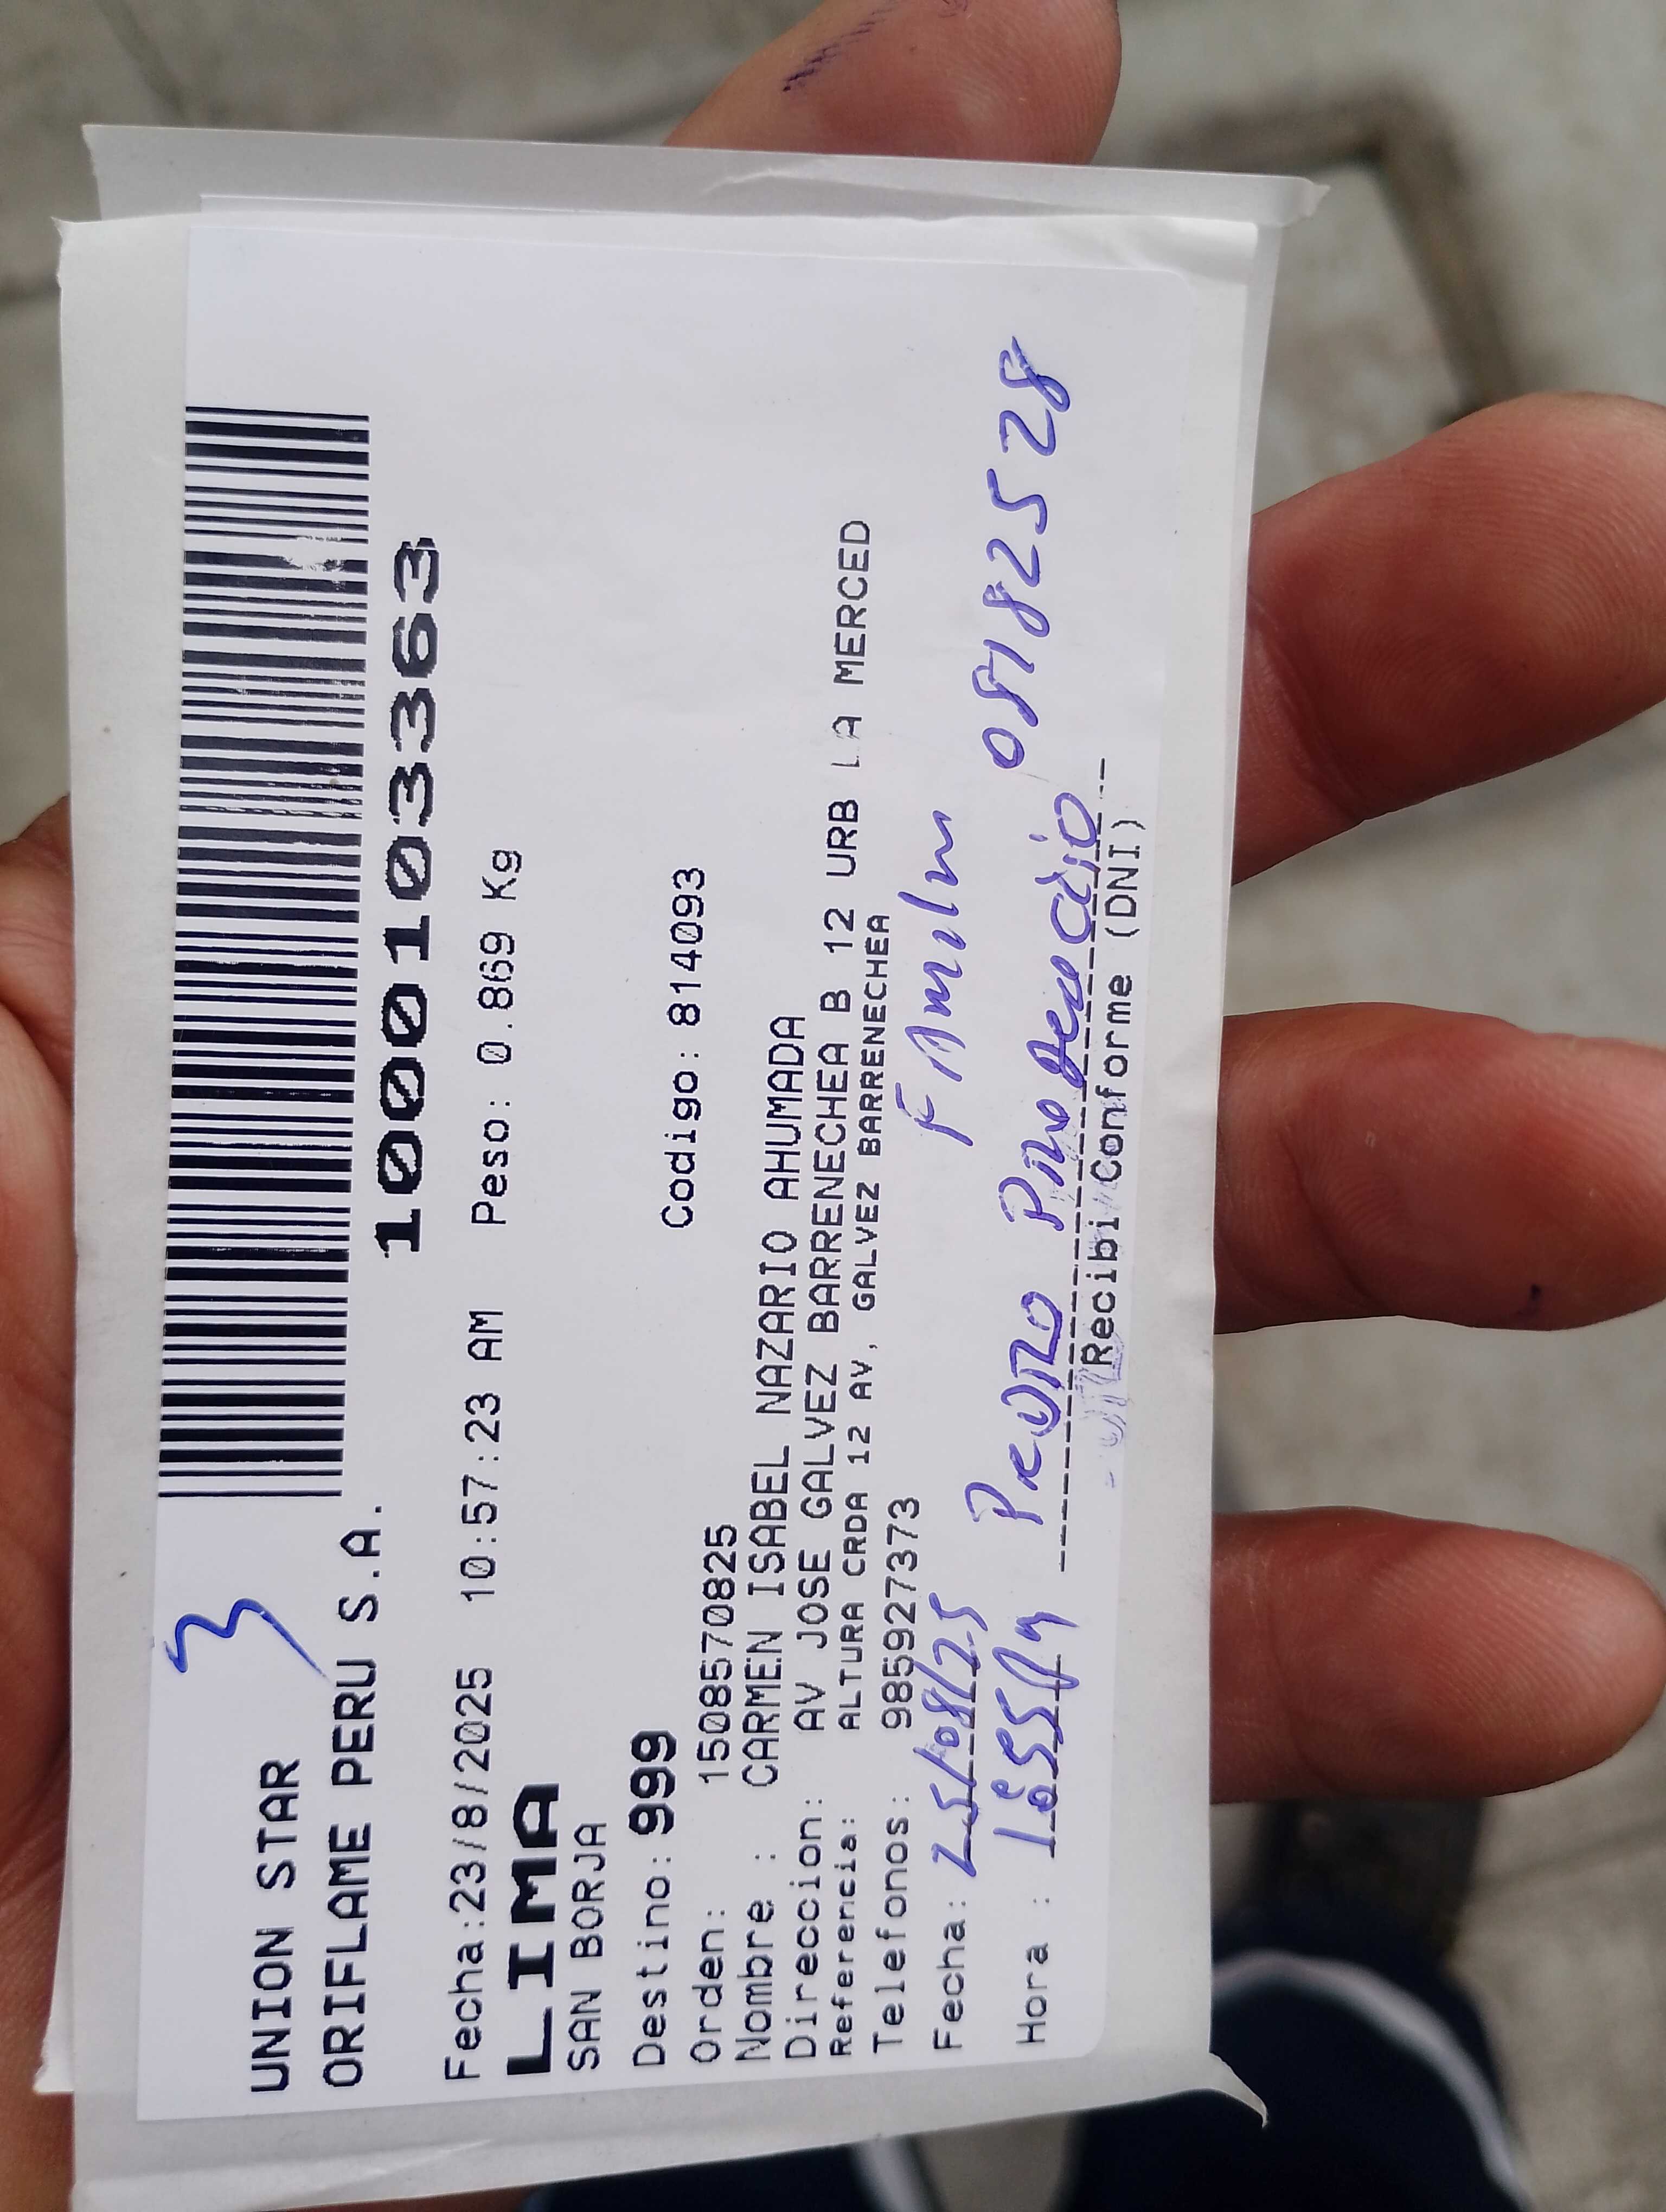 3
UNION STAR
ORIFLAME PERU S.A.
10001033363
Fecha:23/8/2025 10:57:23 AM Peso: 0.869 Kg
LIMA
SAN BORJA
Destino: 999 Codigo: 814093
Orden: 1508570825
Nombre : CARMEN ISABEL NAZARIO AHUMADA
Direccion: AV JOSE GALVEZ BARRENECHEA B 12 URB LA MERCED
Referencia: ALTURA CRDA 12 AV, GALVEZ BARRENECHEA
Telefonos: 985927373
Fecha: 25/08/25
Hora :
Pedro
Recibi Conforme (DNI)